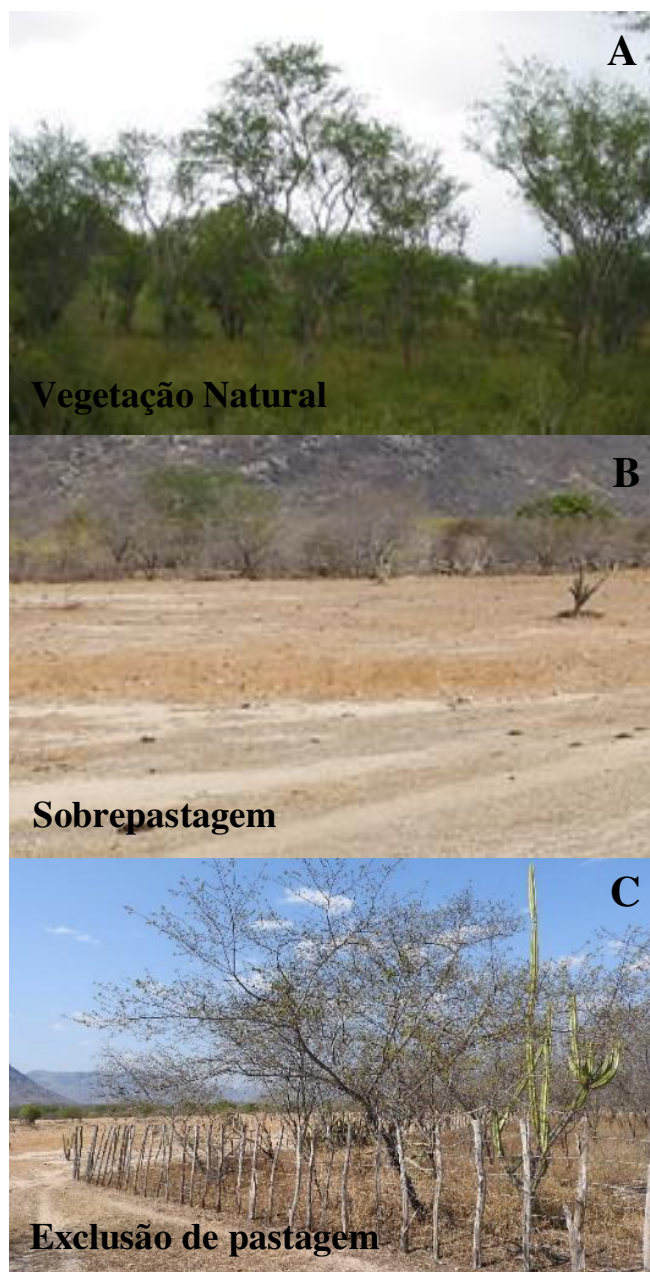 A
Vegetação Natural
B
Sobrepastagem
C
Exclusão de pastagem